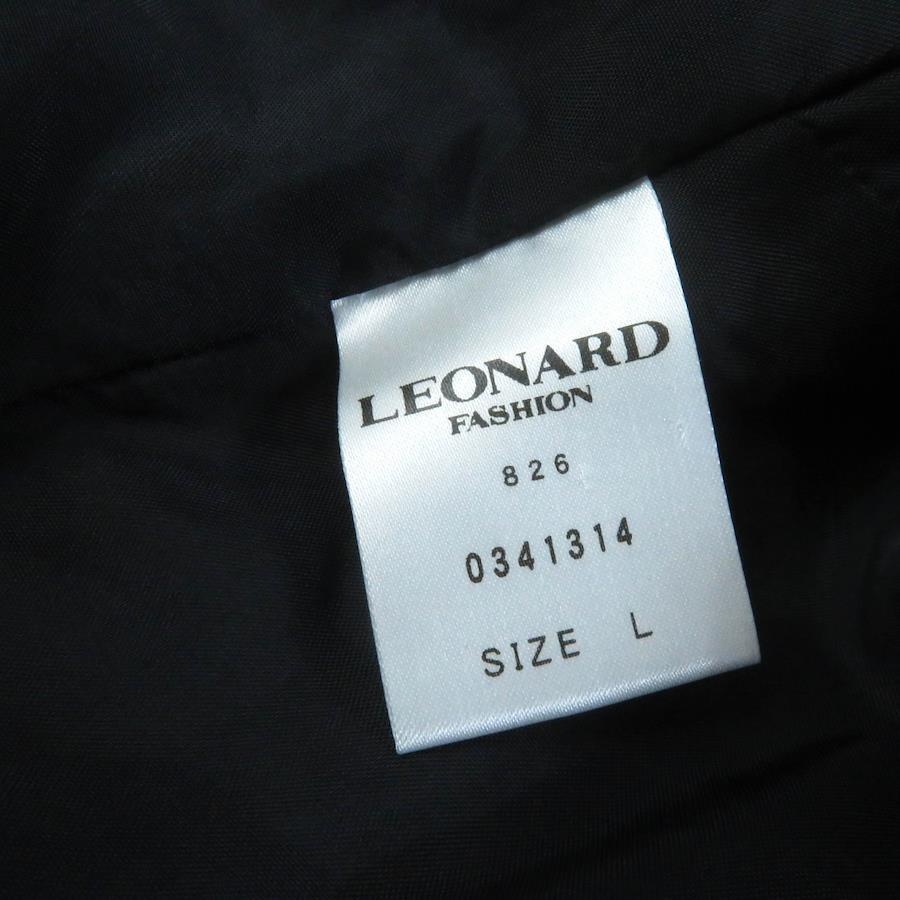 LEONARD
FASHION
826
0341314
SIZE L